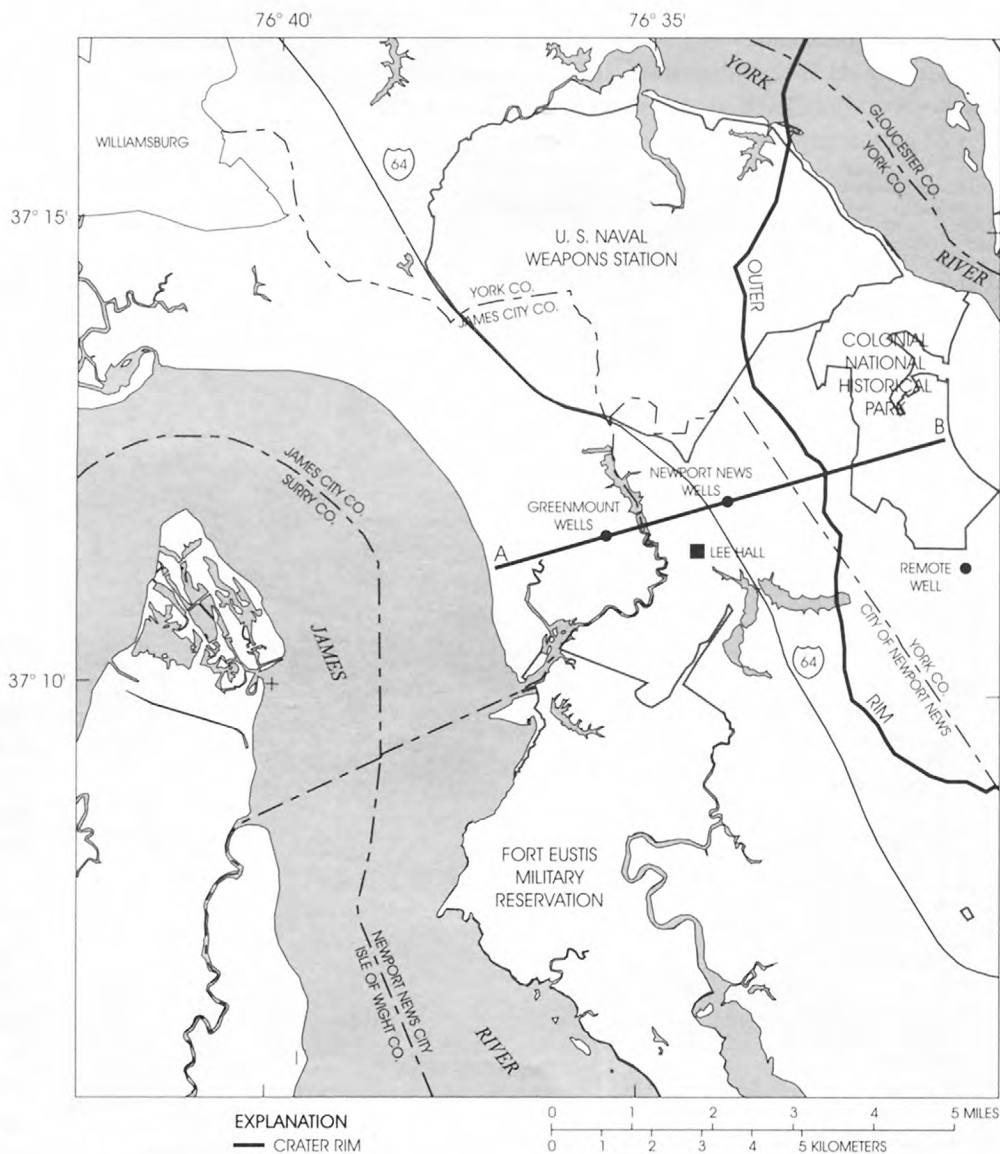 76° 40'
76° 35'
YORK
GLOUCESTER CO.
YORK CO.
WILLIAMSBURG
64
37° 15'
U. S. NAVAL
WEAPONS STATION
RIVER
OUTER
YORK CO.
JAMES CITY CO.
COLONIAL
NATIONAL
HISTORICAL
PARK
B
JAMES CITY CO.
SURRY CO.
NEWPORT NEWS
WELLS
GREENMOUNT
WELLS
A
LEE HALL
REMOTE
WELL
JAMES
64
YORK CO.
CITY OF NEWPORT NEWS
37° 10'
RIM
FORT EUSTIS
MILITARY
RESERVATION
NEWPORT NEWS CITY
ISLE OF WIGHT CO.
RIVER
EXPLANATION
CRATER RIM
0 1 2 3 4 5 MILES
0 1 2 3 4 5 KILOMETERS